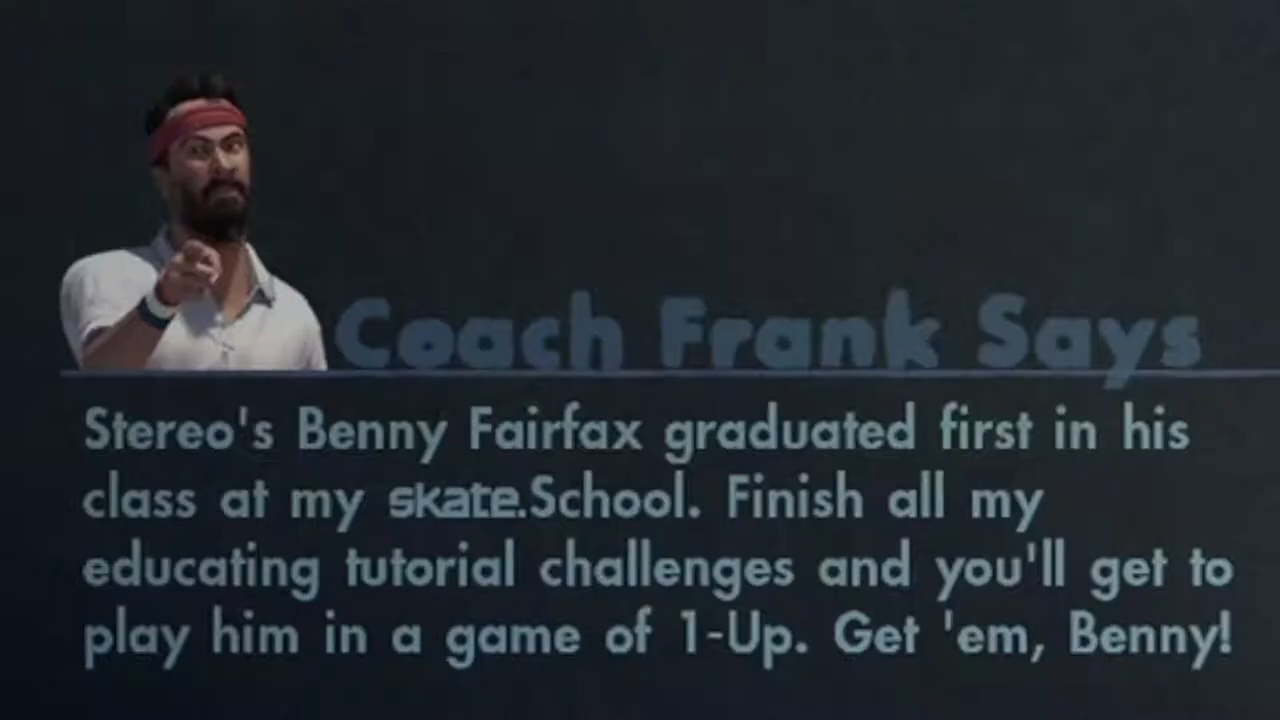 Coach Frank Says
Stereo's Benny Fairfax graduated first in his
class at my skate.School. Finish all my
educating tutorial challenges and you'll get to
play him in a game of 1-Up. Get 'em, Benny!